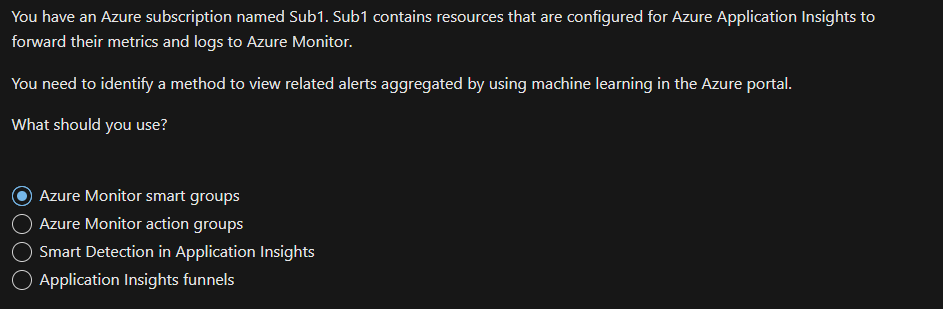 You have an Azure subscription named Sub1. Sub1 contains resources that are configured for Azure Application Insights to
forward their metrics and logs to Azure Monitor.
You need to identify a method to view related alerts aggregated by using machine learning in the Azure portal.
What should you use?
Azure Monitor smart groups
Azure Monitor action groups
Smart Detection in Application Insights
Application Insights funnels